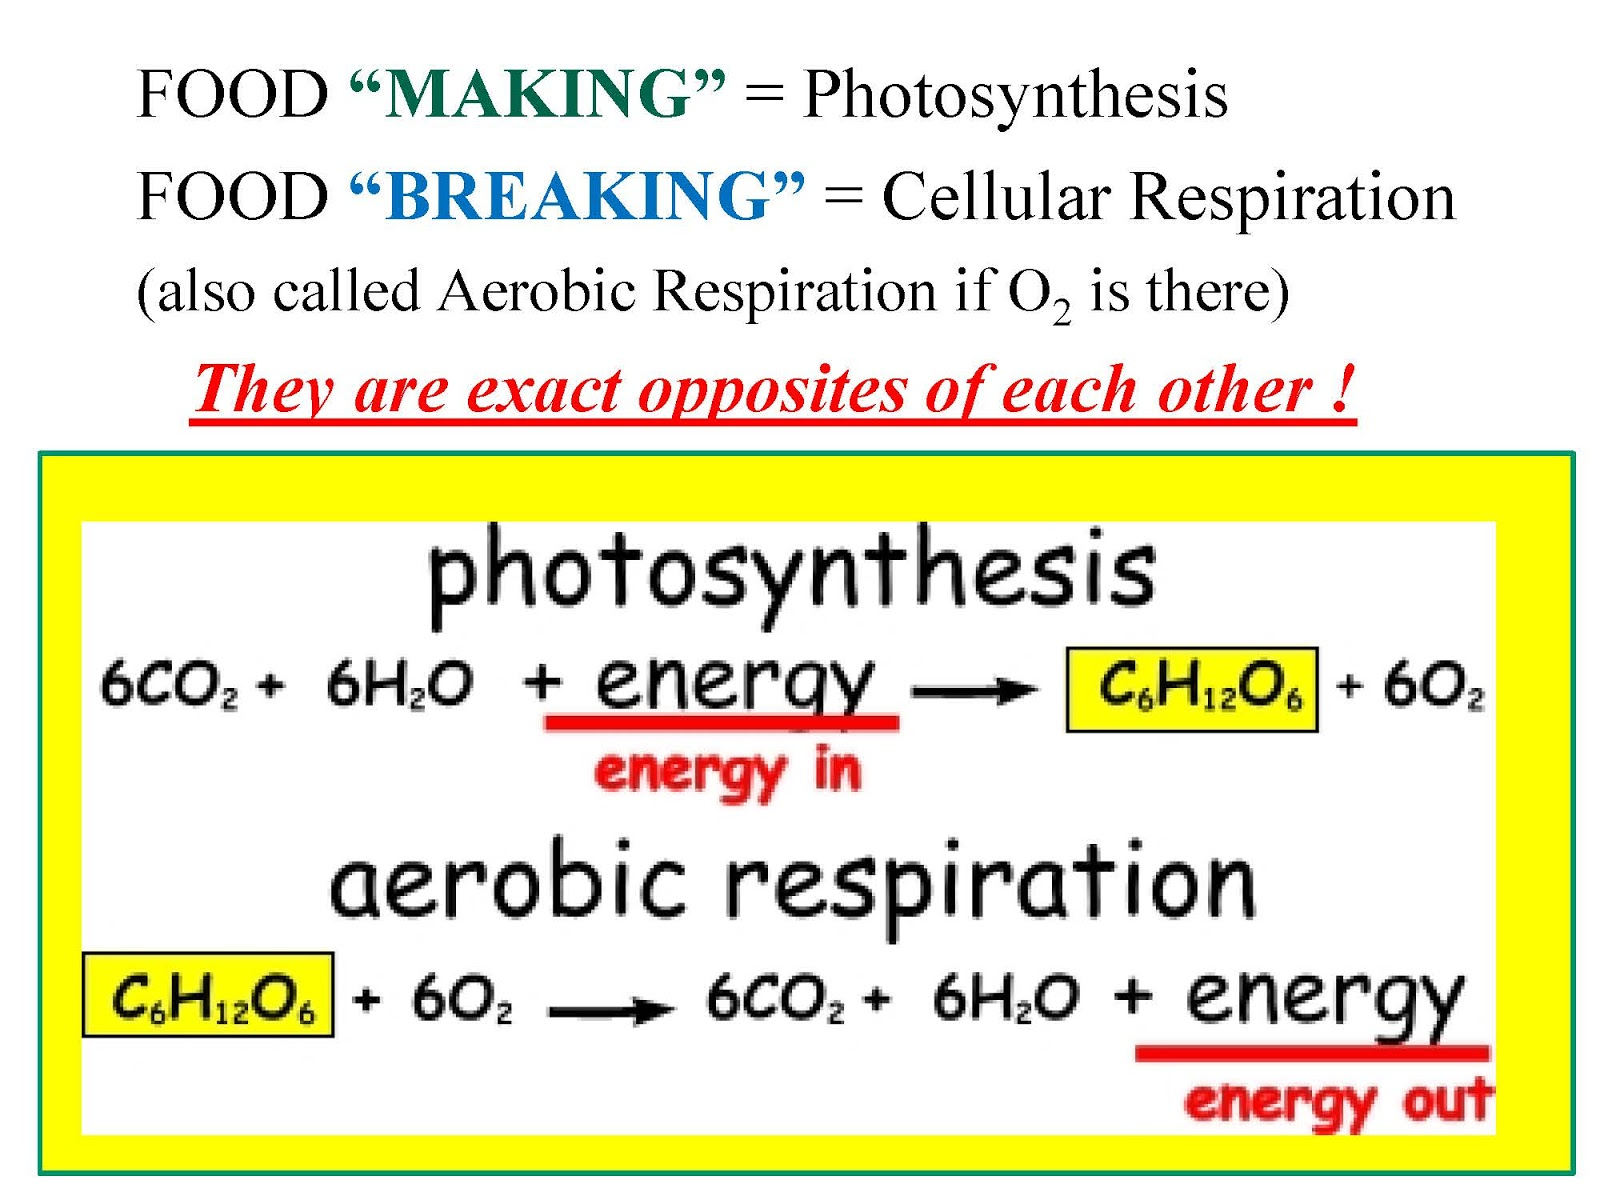 FOOD “MAKING” = Photosynthesis
FOOD “BREAKING” = Cellular Respiration
(also called Aerobic Respiration if O₂ is there)
They are exact opposites of each other !
photosynthesis
6CO₂ + 6H₂O + energy → C₆H₁₂O₆ + 6O₂
energy in
aerobic respiration
C₆H₁₂O₆ + 6O₂ → 6CO₂ + 6H₂O + energy
energy out